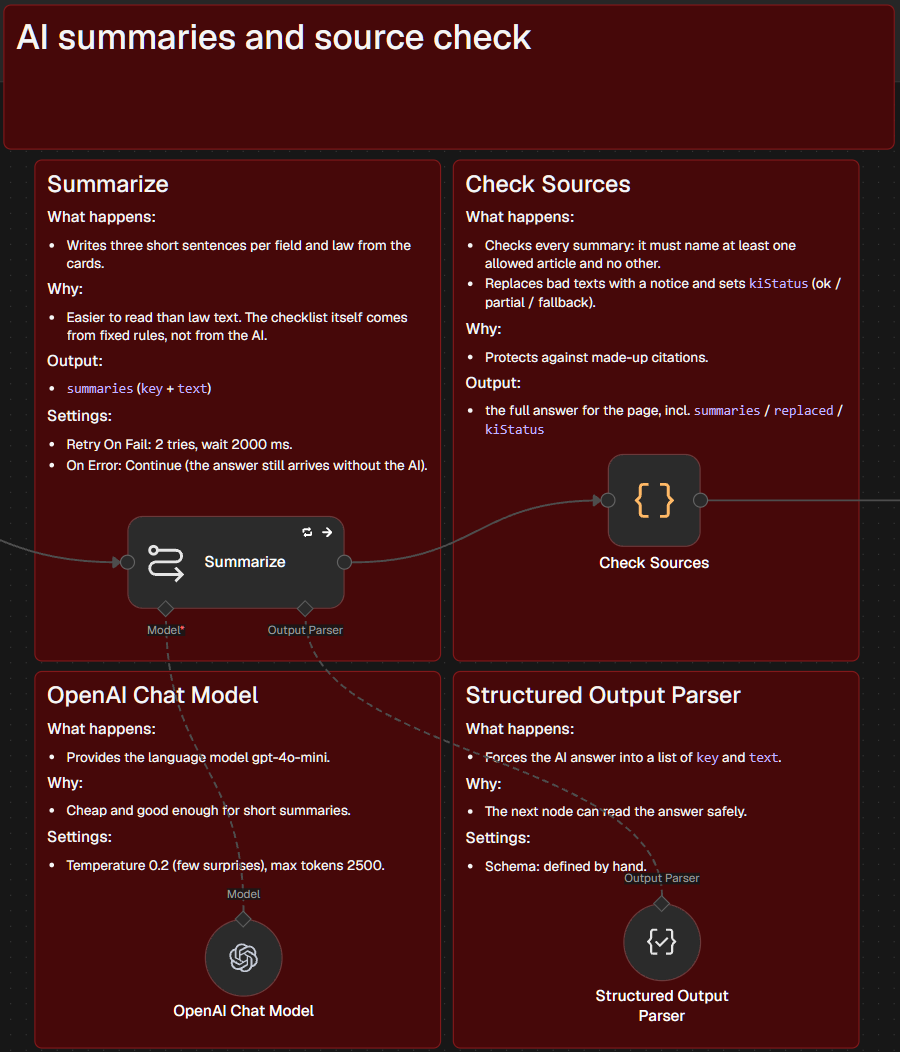 AI summaries and source check
Summarize
What happens:
• Writes three short sentences per field and law from the
cards.
Why:
• Easier to read than law text. The checklist itself comes
from fixed rules, not from the AI.
Output:
• summaries (key + text)
Settings:
• Retry On Fail: 2 tries, wait 2000 ms.
• On Error: Continue (the answer still arrives without the AI).
Summarize
Model*
Output Parser
Check Sources
What happens:
• Checks every summary: it must name at least one
allowed article and no other.
• Replaces bad texts with a notice and sets kiStatus (ok /
partial / fallback).
Why:
• Protects against made-up citations.
Output:
• the full answer for the page, incl. summaries / replaced /
kiStatus
Check Sources
OpenAI Chat Model
What happens:
• Provides the language model gpt-4o-mini.
Why:
• Cheap and good enough for short summaries.
Settings:
• Temperature 0.2 (few surprises), max tokens 2500.
Model
OpenAI Chat Model
Structured Output Parser
What happens:
• Forces the AI answer into a list of key and text.
Why:
• The next node can read the answer safely.
Settings:
• Schema: defined by hand.
Output Parser
Structured Output
Parser